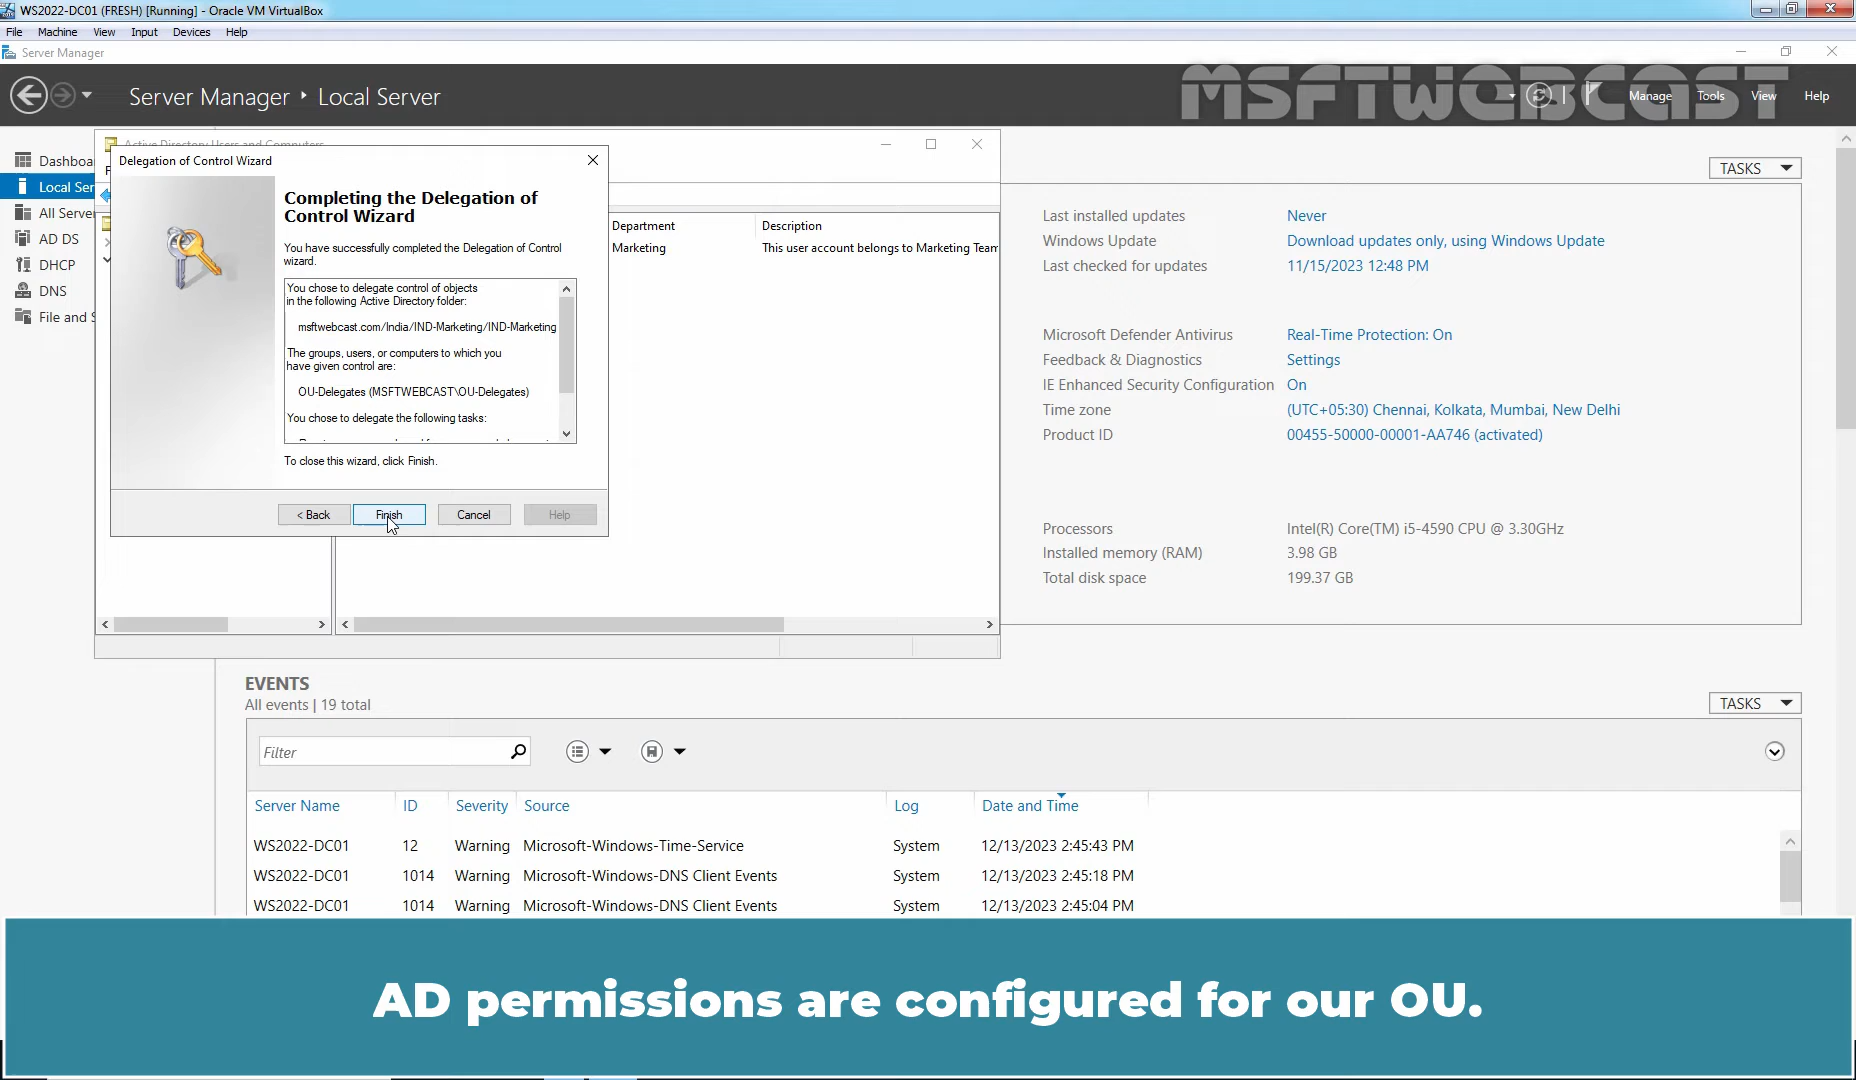 WS2022-DC01 (FRESH) [Running] - Oracle VM VirtualBox
File Machine View Input Devices Help
Server Manager
Server Manager ‣ Local Server
MSFTWEBCAST
Manage Tools View Help
Active Directory Users and Computers
Delegation of Control Wizard
Completing the Delegation of
Control Wizard
You have successfully completed the Delegation of Control
wizard.
You chose to delegate control of objects
in the following Active Directory folder:
msftwebcast.com/India/IND-Marketing/IND-Marketing
The groups, users, or computers to which you
have given control are:
OU-Delegates (MSFTWEBCAST\OU-Delegates)
You chose to delegate the following tasks:
To close this wizard, click Finish.
< Back Finish Cancel Help
Dashboa
Local Ser
All Serve
AD DS
DHCP
DNS
File and S
Department Description
Marketing This user account belongs to Marketing Team
TASKS
Last installed updates Never
Windows Update Download updates only, using Windows Update
Last checked for updates 11/15/2023 12:48 PM
Microsoft Defender Antivirus Real-Time Protection: On
Feedback & Diagnostics Settings
IE Enhanced Security Configuration On
Time zone (UTC+05:30) Chennai, Kolkata, Mumbai, New Delhi
Product ID 00455-50000-00001-AA746 (activated)
Processors Intel(R) Core(TM) i5-4590 CPU @ 3.30GHz
Installed memory (RAM) 3.98 GB
Total disk space 199.37 GB
EVENTS
All events | 19 total
TASKS
Filter
Server Name ID Severity Source Log Date and Time
WS2022-DC01 12 Warning Microsoft-Windows-Time-Service System 12/13/2023 2:45:43 PM
WS2022-DC01 1014 Warning Microsoft-Windows-DNS Client Events System 12/13/2023 2:45:18 PM
WS2022-DC01 1014 Warning Microsoft-Windows-DNS Client Events System 12/13/2023 2:45:04 PM
AD permissions are configured for our OU.